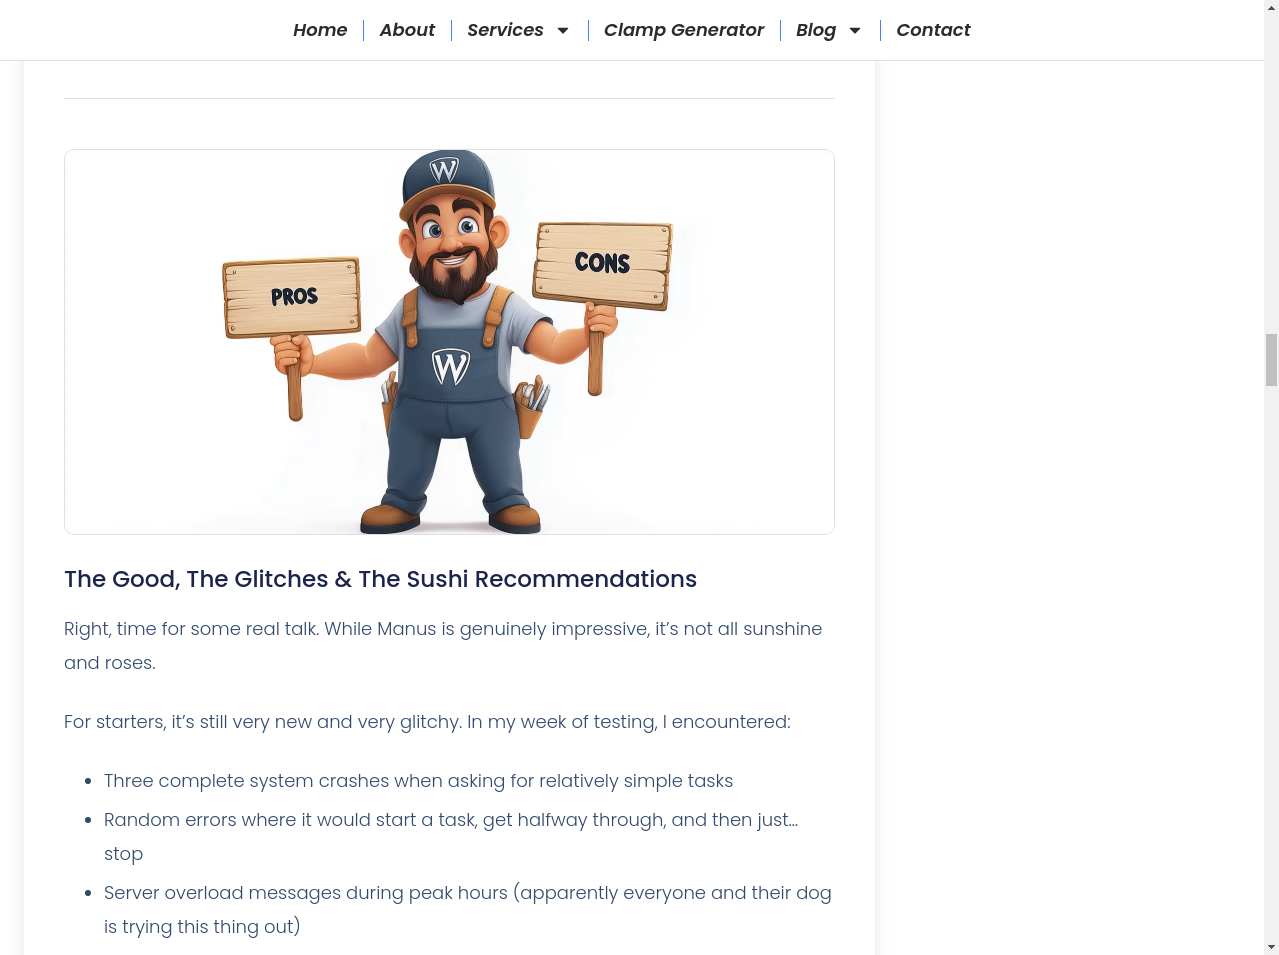 Home
About
Services
Clamp Generator
Blog
Contact
W
PROS
CONS
W
The Good, The Glitches & The Sushi Recommendations
Right, time for some real talk. While Manus is genuinely impressive, it’s not all sunshine
and roses.
For starters, it’s still very new and very glitchy. In my week of testing, I encountered:
Three complete system crashes when asking for relatively simple tasks
Random errors where it would start a task, get halfway through, and then just…
stop
Server overload messages during peak hours (apparently everyone and their dog
is trying this thing out)